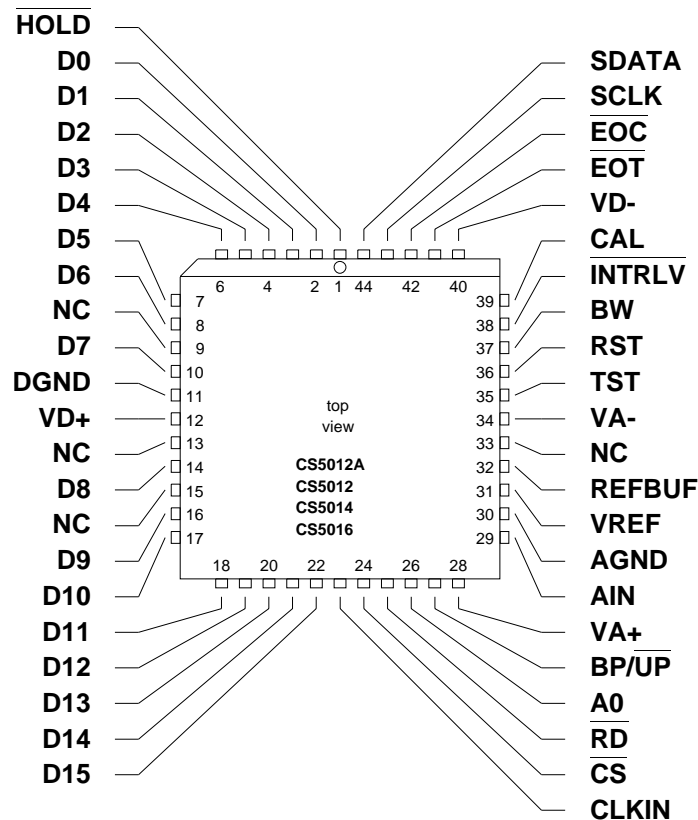 HOLD
D0
D1
D2
D3
D4
D5
D6
NC
D7
DGND
VD+
NC
D8
NC
D9
D10
D11
D12
D13
D14
D15
6 4 2 1 44 42 40
7
8
9
10
11
12
13
14
15
16
17
top
view
CS5012A
CS5012
CS5014
CS5016
39
38
37
36
35
34
33
32
31
30
29
18 20 22 24 26 28
SDATA
SCLK
EOC
EOT
VD-
CAL
INTRLV
BW
RST
TST
VA-
NC
REFBUF
VREF
AGND
AIN
VA+
BP/UP
A0
RD
CS
CLKIN